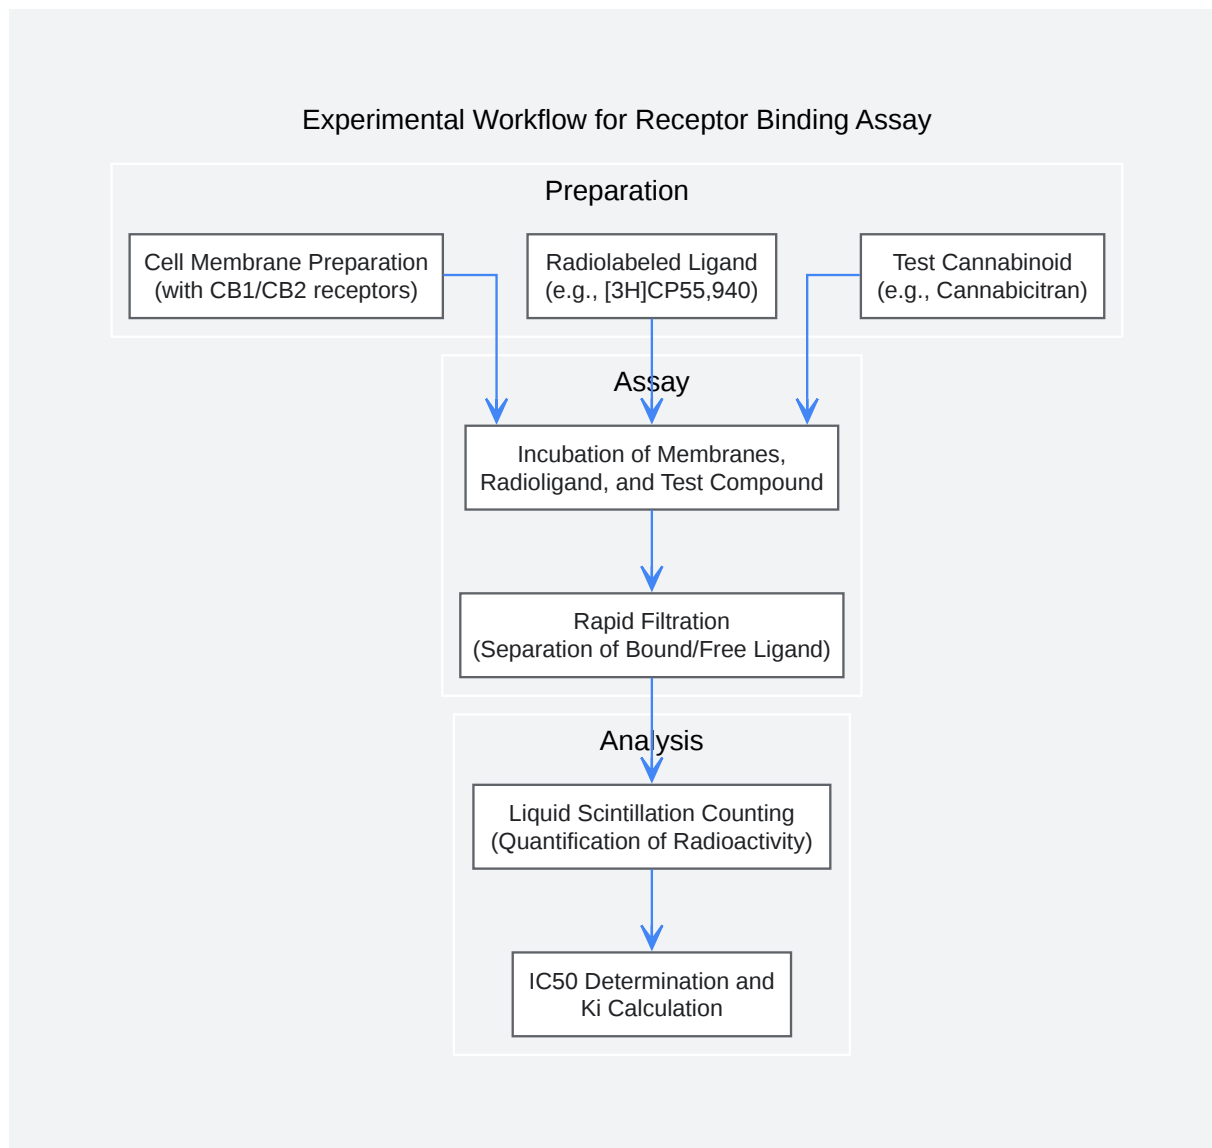 Experimental Workflow for Receptor Binding Assay
Preparation
Cell Membrane Preparation
(with CB1/CB2 receptors)
Radiolabeled Ligand
(e.g., [3H]CP55,940)
Test Cannabinoid
(e.g., Cannabicitran)
Assay
Incubation of Membranes,
Radioligand, and Test Compound
Rapid Filtration
(Separation of Bound/Free Ligand)
Analysis
Liquid Scintillation Counting
(Quantification of Radioactivity)
IC50 Determination and
Ki Calculation